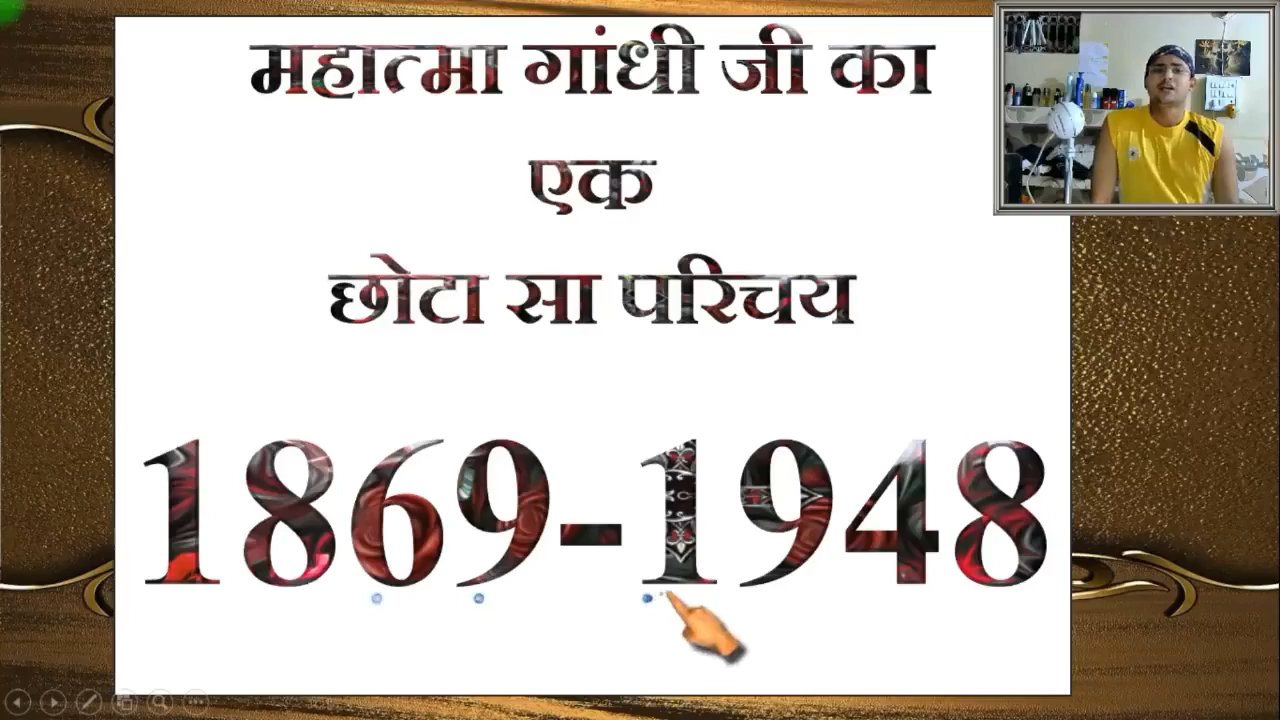 महात्मा गांधी जी का
एक
छोटा सा परिचय
1869-1948